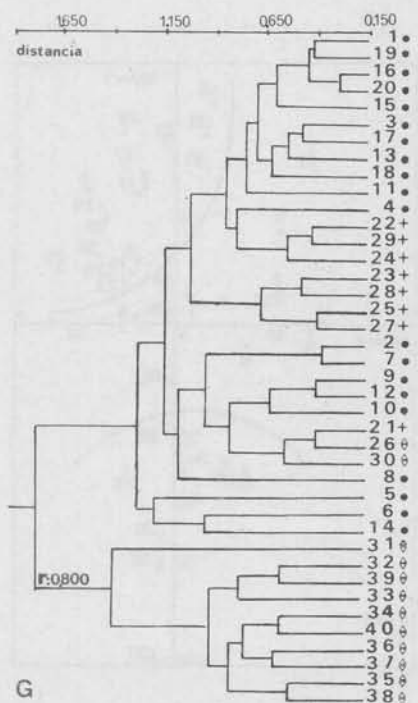 1,650 1,150 0,650 0,150
distancia
1 •
19 •
16 •
20 •
15 •
3 •
17 •
13 •
18 •
11 •
4 •
22 +
29 +
24 +
23 +
28 +
25 +
27 +
2 •
7 •
9 •
12 •
10 •
21 +
26 θ
30 θ
8 •
5 •
6 •
14 •
31 θ
32 θ
39 θ
33 θ
34 θ
40 θ
36 θ
37 θ
35 θ
38 θ
r:0,800
G